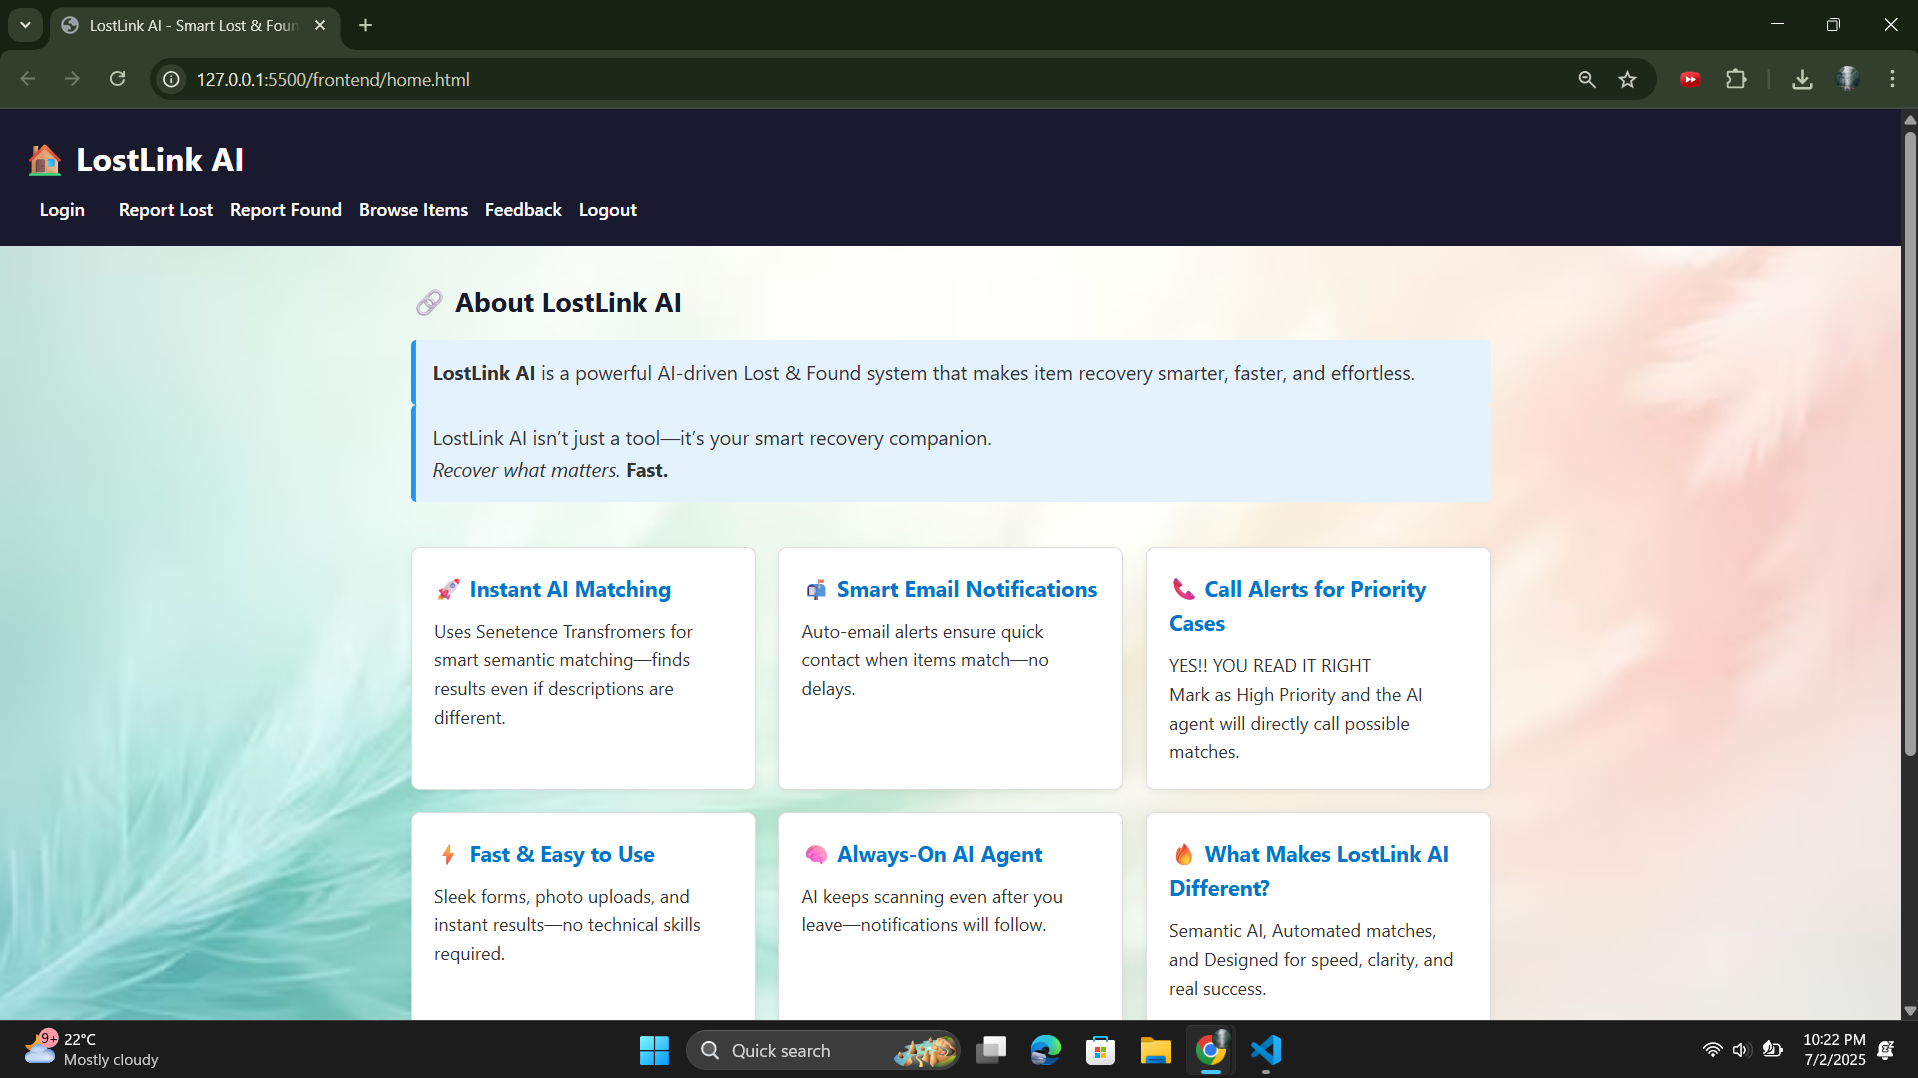 LostLink AI - Smart Lost & Foun
127.0.0.1:5500/frontend/home.html
LostLink AI
Login Report Lost Report Found Browse Items Feedback Logout
About LostLink AI
LostLink AI is a powerful AI-driven Lost & Found system that makes item recovery smarter, faster, and effortless.
LostLink AI isn’t just a tool—it’s your smart recovery companion.
Recover what matters. Fast.
Instant AI Matching
Uses Senetence Transfromers for
smart semantic matching—finds
results even if descriptions are
different.
Smart Email Notifications
Auto-email alerts ensure quick
contact when items match—no
delays.
Call Alerts for Priority
Cases
YES!! YOU READ IT RIGHT
Mark as High Priority and the AI
agent will directly call possible
matches.
Fast & Easy to Use
Sleek forms, photo uploads, and
instant results—no technical skills
required.
Always-On AI Agent
AI keeps scanning even after you
leave—notifications will follow.
What Makes LostLink AI
Different?
Semantic AI, Automated matches,
and Designed for speed, clarity, and
real success.
9+
22°C
Mostly cloudy
Quick search
10:22 PM
7/2/2025